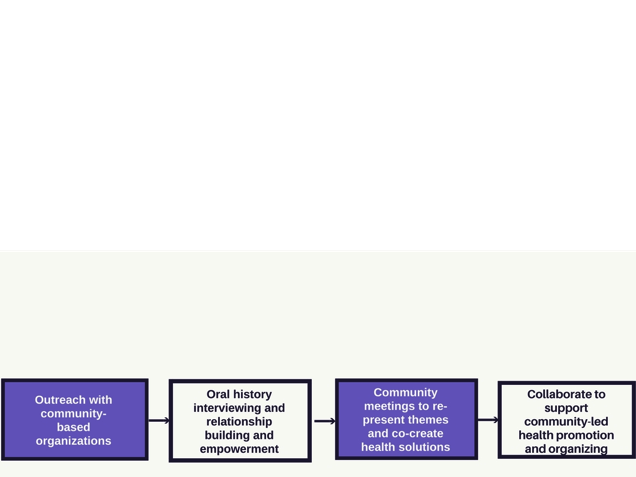 Outreach with
community-
based
organizations
Oral history
interviewing and
relationship
building and
empowerment
Community
meetings to re-
present themes
and co-create
health solutions
Collaborate to
support
community-led
health promotion
and organizing